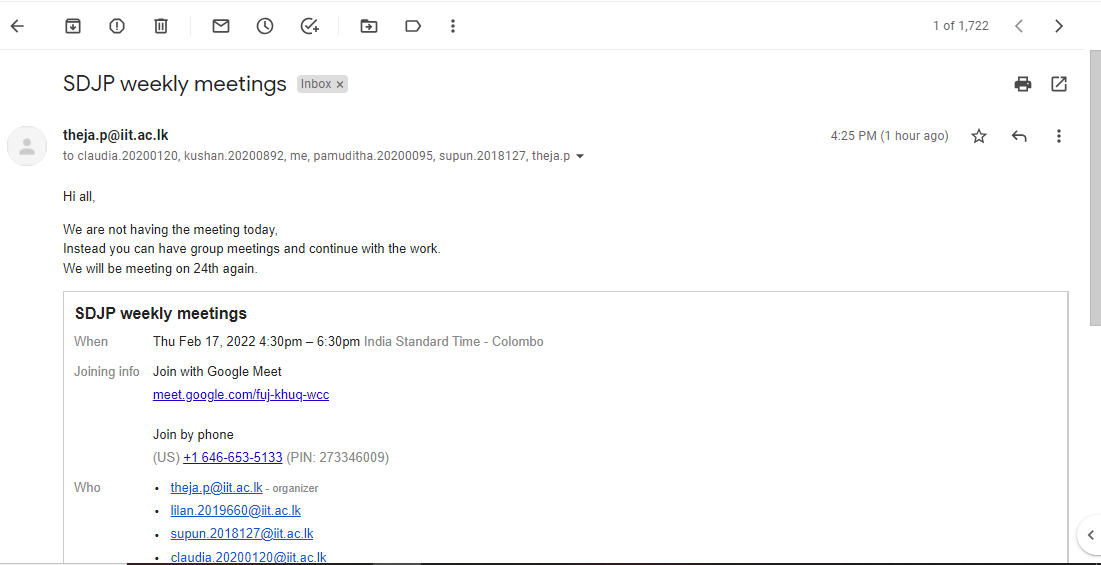 1 of 1,722
SDJP weekly meetings Inbox ×
theja.p@iit.ac.lk 4:25 PM (1 hour ago)
to claudia.20200120, kushan.20200892, me, pamuditha.20200095, supun.2018127, theja.p
Hi all,
We are not having the meeting today,
Instead you can have group meetings and continue with the work.
We will be meeting on 24th again.
SDJP weekly meetings
When Thu Feb 17, 2022 4:30pm – 6:30pm India Standard Time - Colombo
Joining info Join with Google Meet
meet.google.com/fuj-khuq-wcc
Join by phone
(US) +1 646-653-5133 (PIN: 273346009)
Who • theja.p@iit.ac.lk - organizer
• lilan.2019660@iit.ac.lk
• supun.2018127@iit.ac.lk
• claudia.20200120@iit.ac.lk